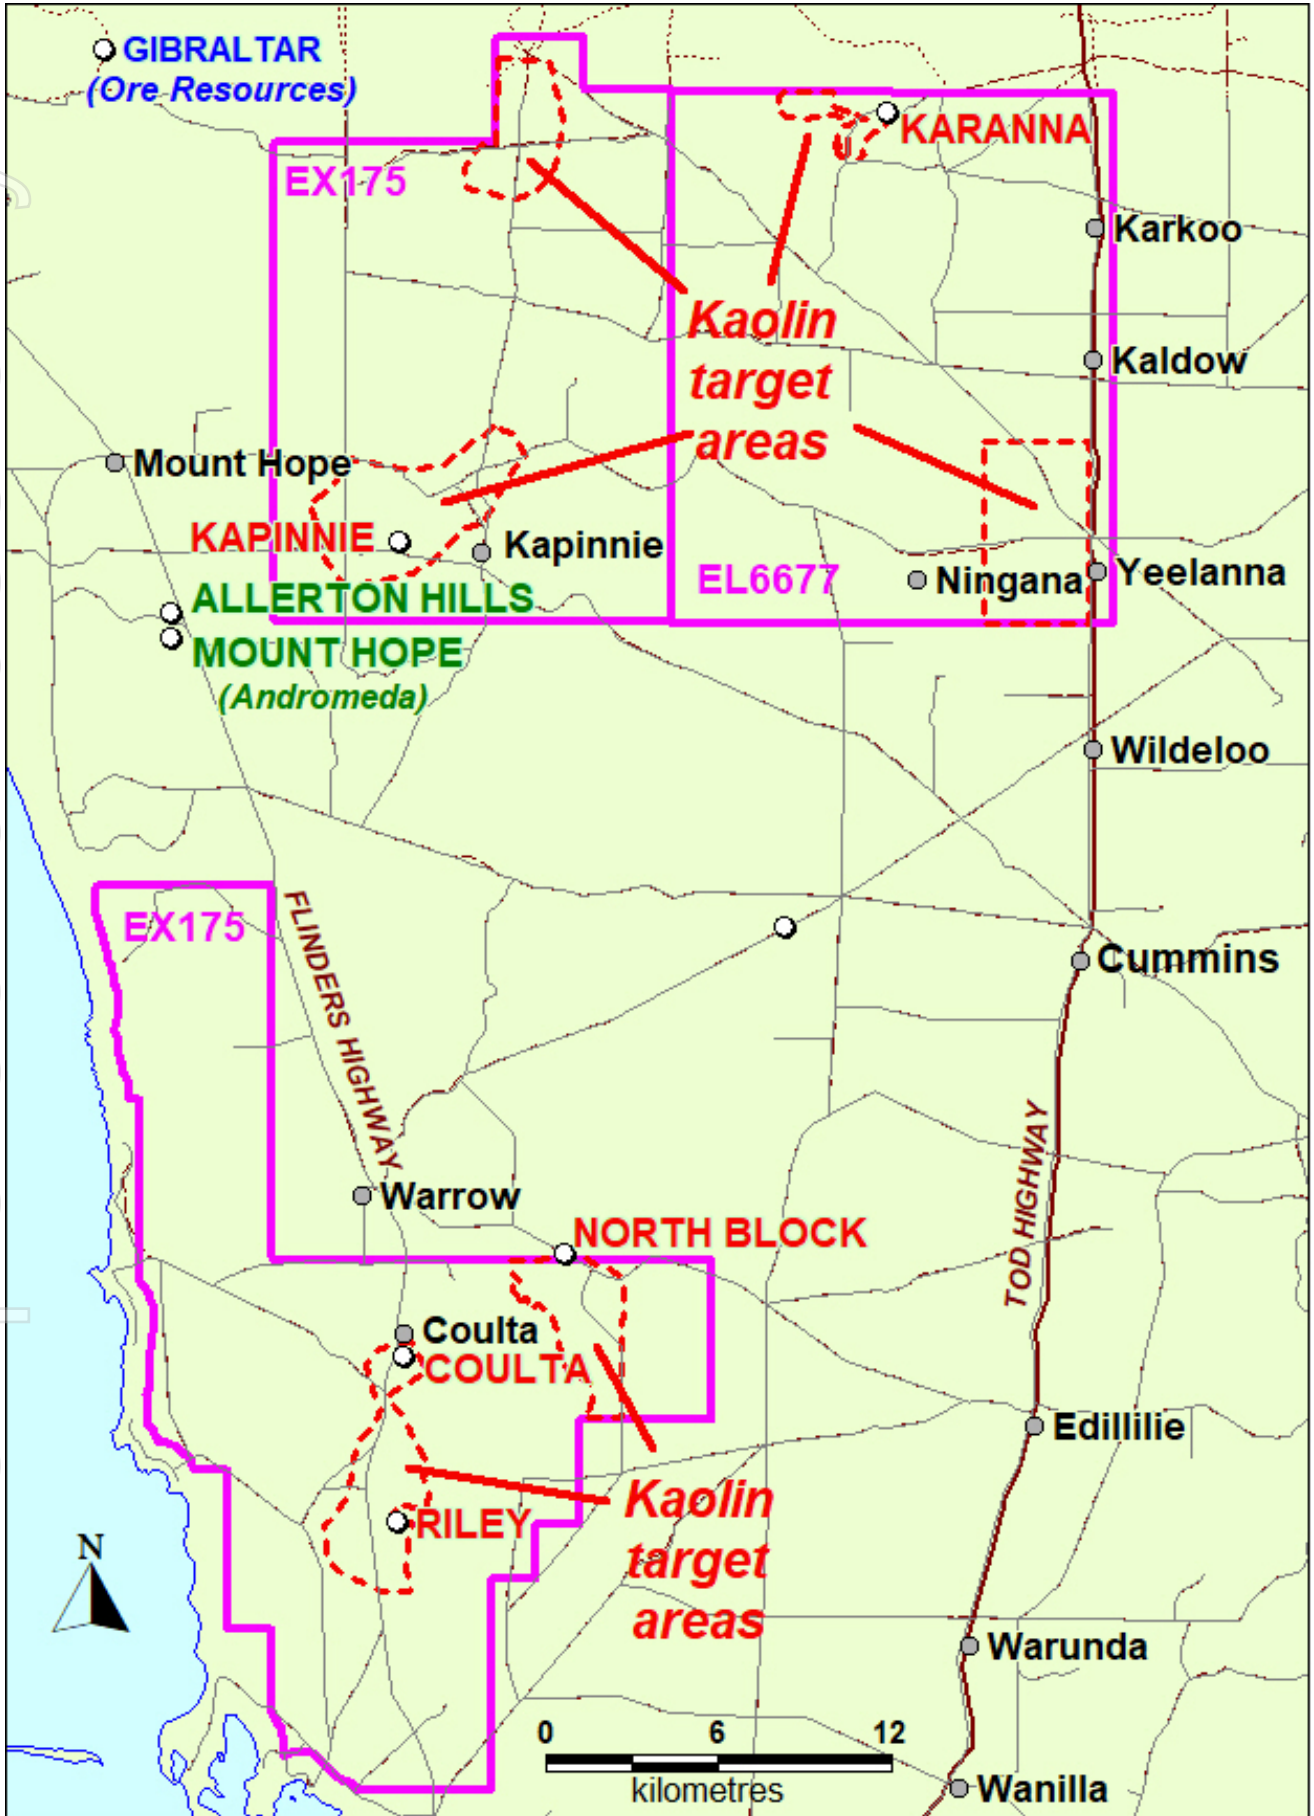 GIBRALTAR
(Ore Resources)
KARANNA
EX175
Karkoo
Kaolin
target
areas
Kaldow
Mount Hope
KAPINNIE
Kapinnie
EL6677
Ningana
Yeelanna
ALLERTON HILLS
MOUNT HOPE
(Andromeda)
Wildeloo
EX175
FLINDERS HIGHWAY
Cummins
TOD HIGHWAY
Warrow
NORTH BLOCK
Coulta
COULTA
Edillilie
Kaolin
target
areas
RILEY
N
Warunda
0 6 12
kilometres
Wanilla